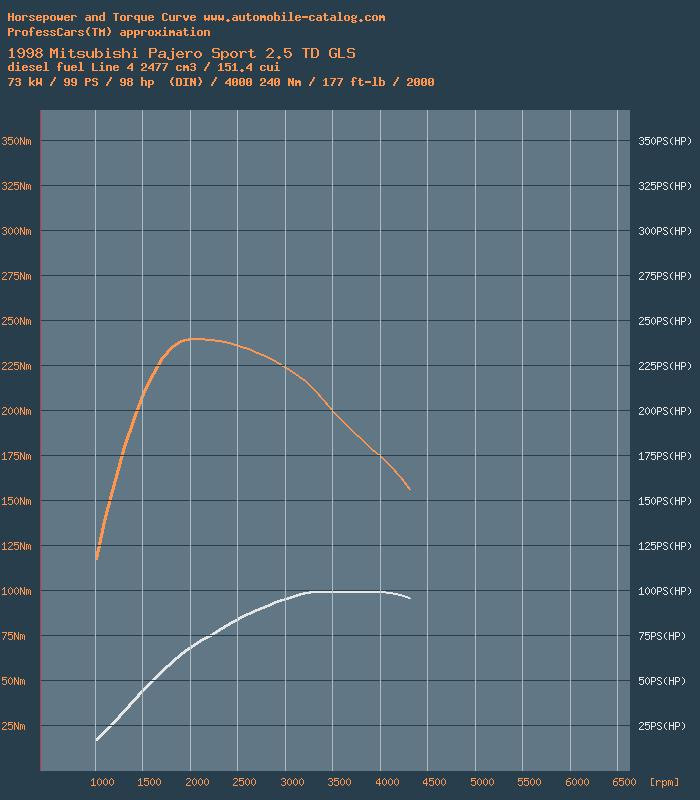 Horsepower and Torque Curve www.automobile-catalog.com
ProfessCars(TM) approximation
1998 Mitsubishi Pajero Sport 2.5 TD GLS
diesel fuel Line 4 2477 cm3 / 151.4 cui
73 kW / 99 PS / 98 hp (DIN) / 4000 240 Nm / 177 ft-lb / 2000
350Nm 350PS(HP)
325Nm 325PS(HP)
300Nm 300PS(HP)
275Nm 275PS(HP)
250Nm 250PS(HP)
225Nm 225PS(HP)
200Nm 200PS(HP)
175Nm 175PS(HP)
150Nm 150PS(HP)
125Nm 125PS(HP)
100Nm 100PS(HP)
75Nm 75PS(HP)
50Nm 50PS(HP)
25Nm 25PS(HP)
1000 1500 2000 2500 3000 3500 4000 4500 5000 5500 6000 6500 [rpm]